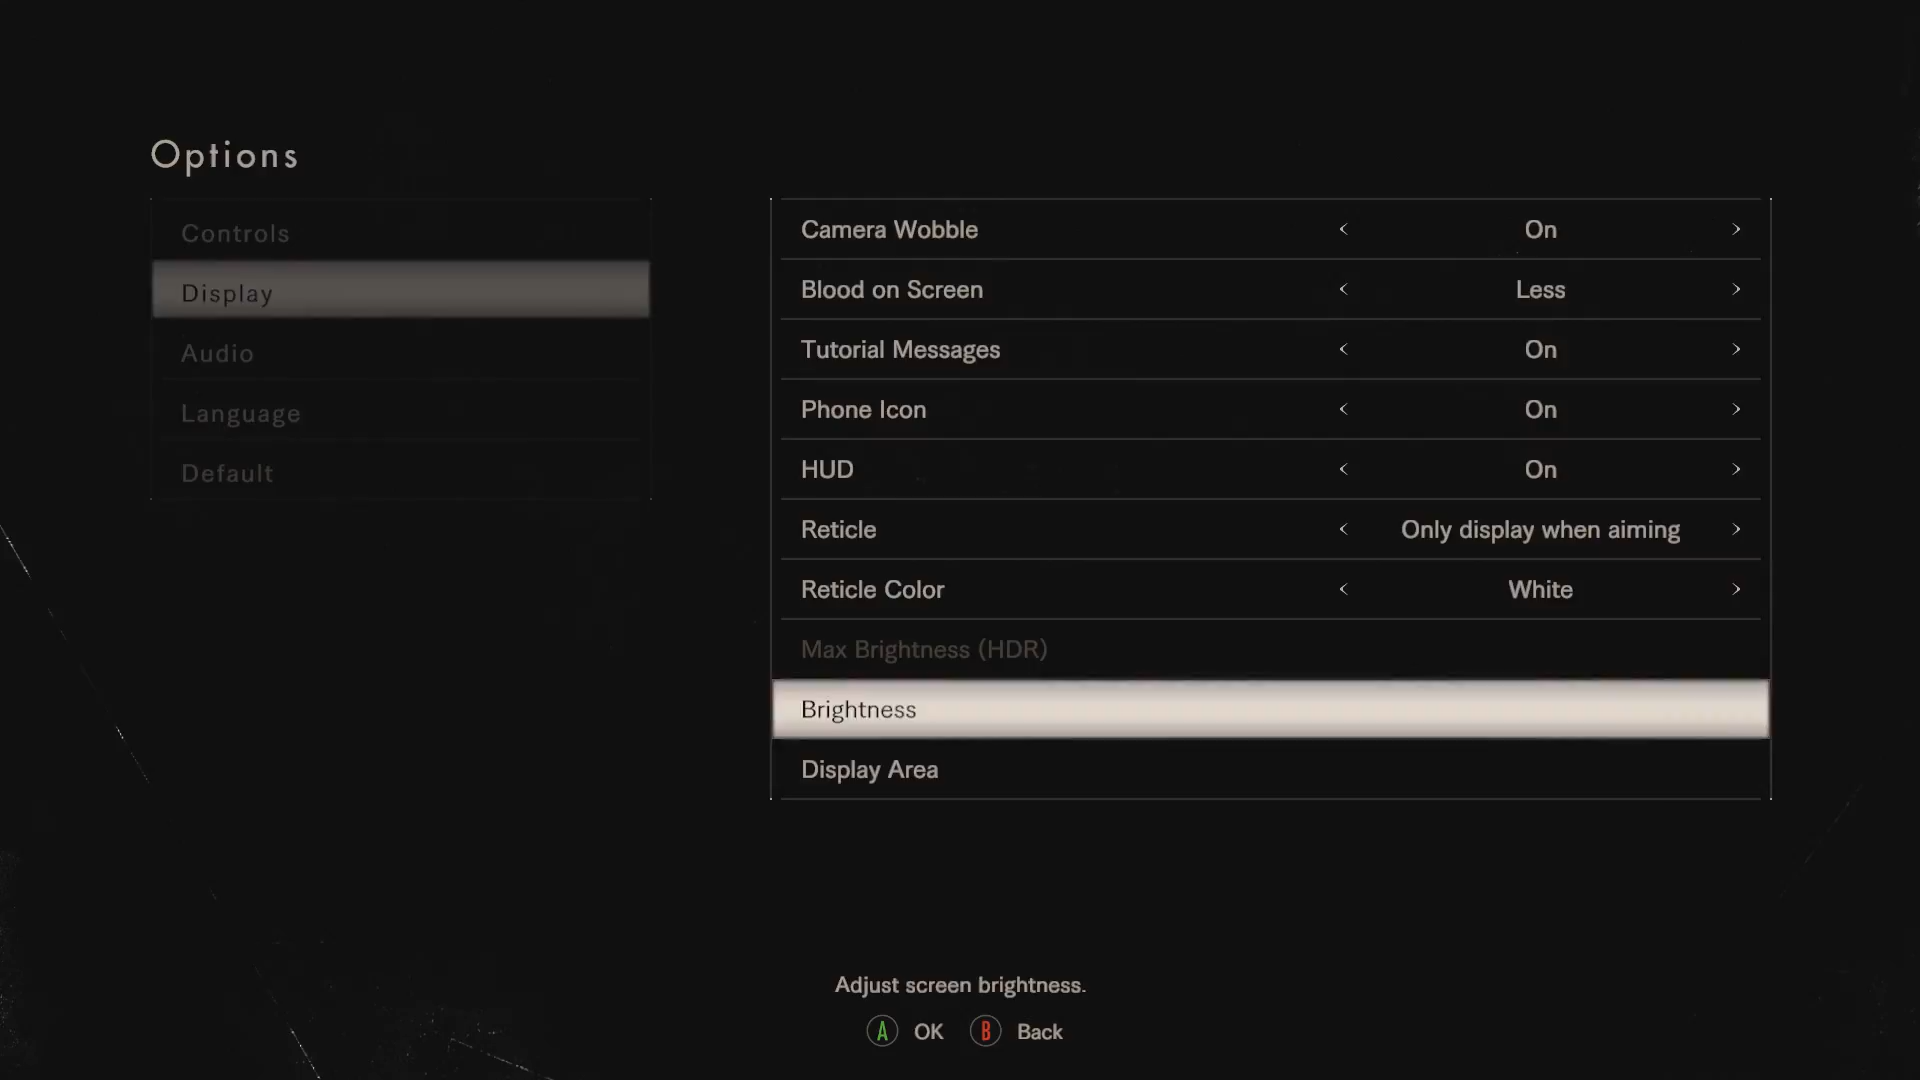 Options
Controls
Display
Audio
Language
Default
Camera Wobble < On >
Blood on Screen < Less >
Tutorial Messages < On >
Phone Icon < On >
HUD < On >
Reticle < Only display when aiming >
Reticle Color < White >
Max Brightness (HDR)
Brightness
Display Area
Adjust screen brightness.
A OK B Back